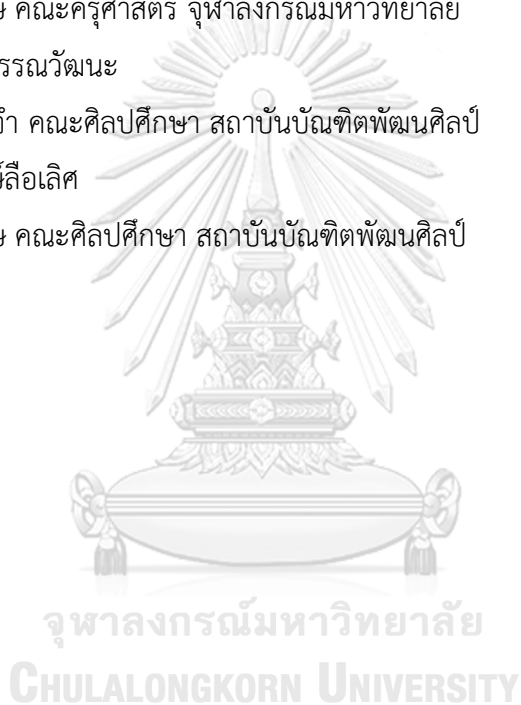 คณะครุศาสตร์ จุฬาลงกรณ์มหาวิทยาลัย
รรณวัฒนะ
จำ คณะศิลปศึกษา สถาบันบัณฑิตพัฒนศิลป์
ษ์ลือเลิศ
ษ คณะศิลปศึกษา สถาบันบัณฑิตพัฒนศิลป์
จุฬาลงกรณ์มหาวิทยาลัย
CHULALONGKORN UNIVERSITY